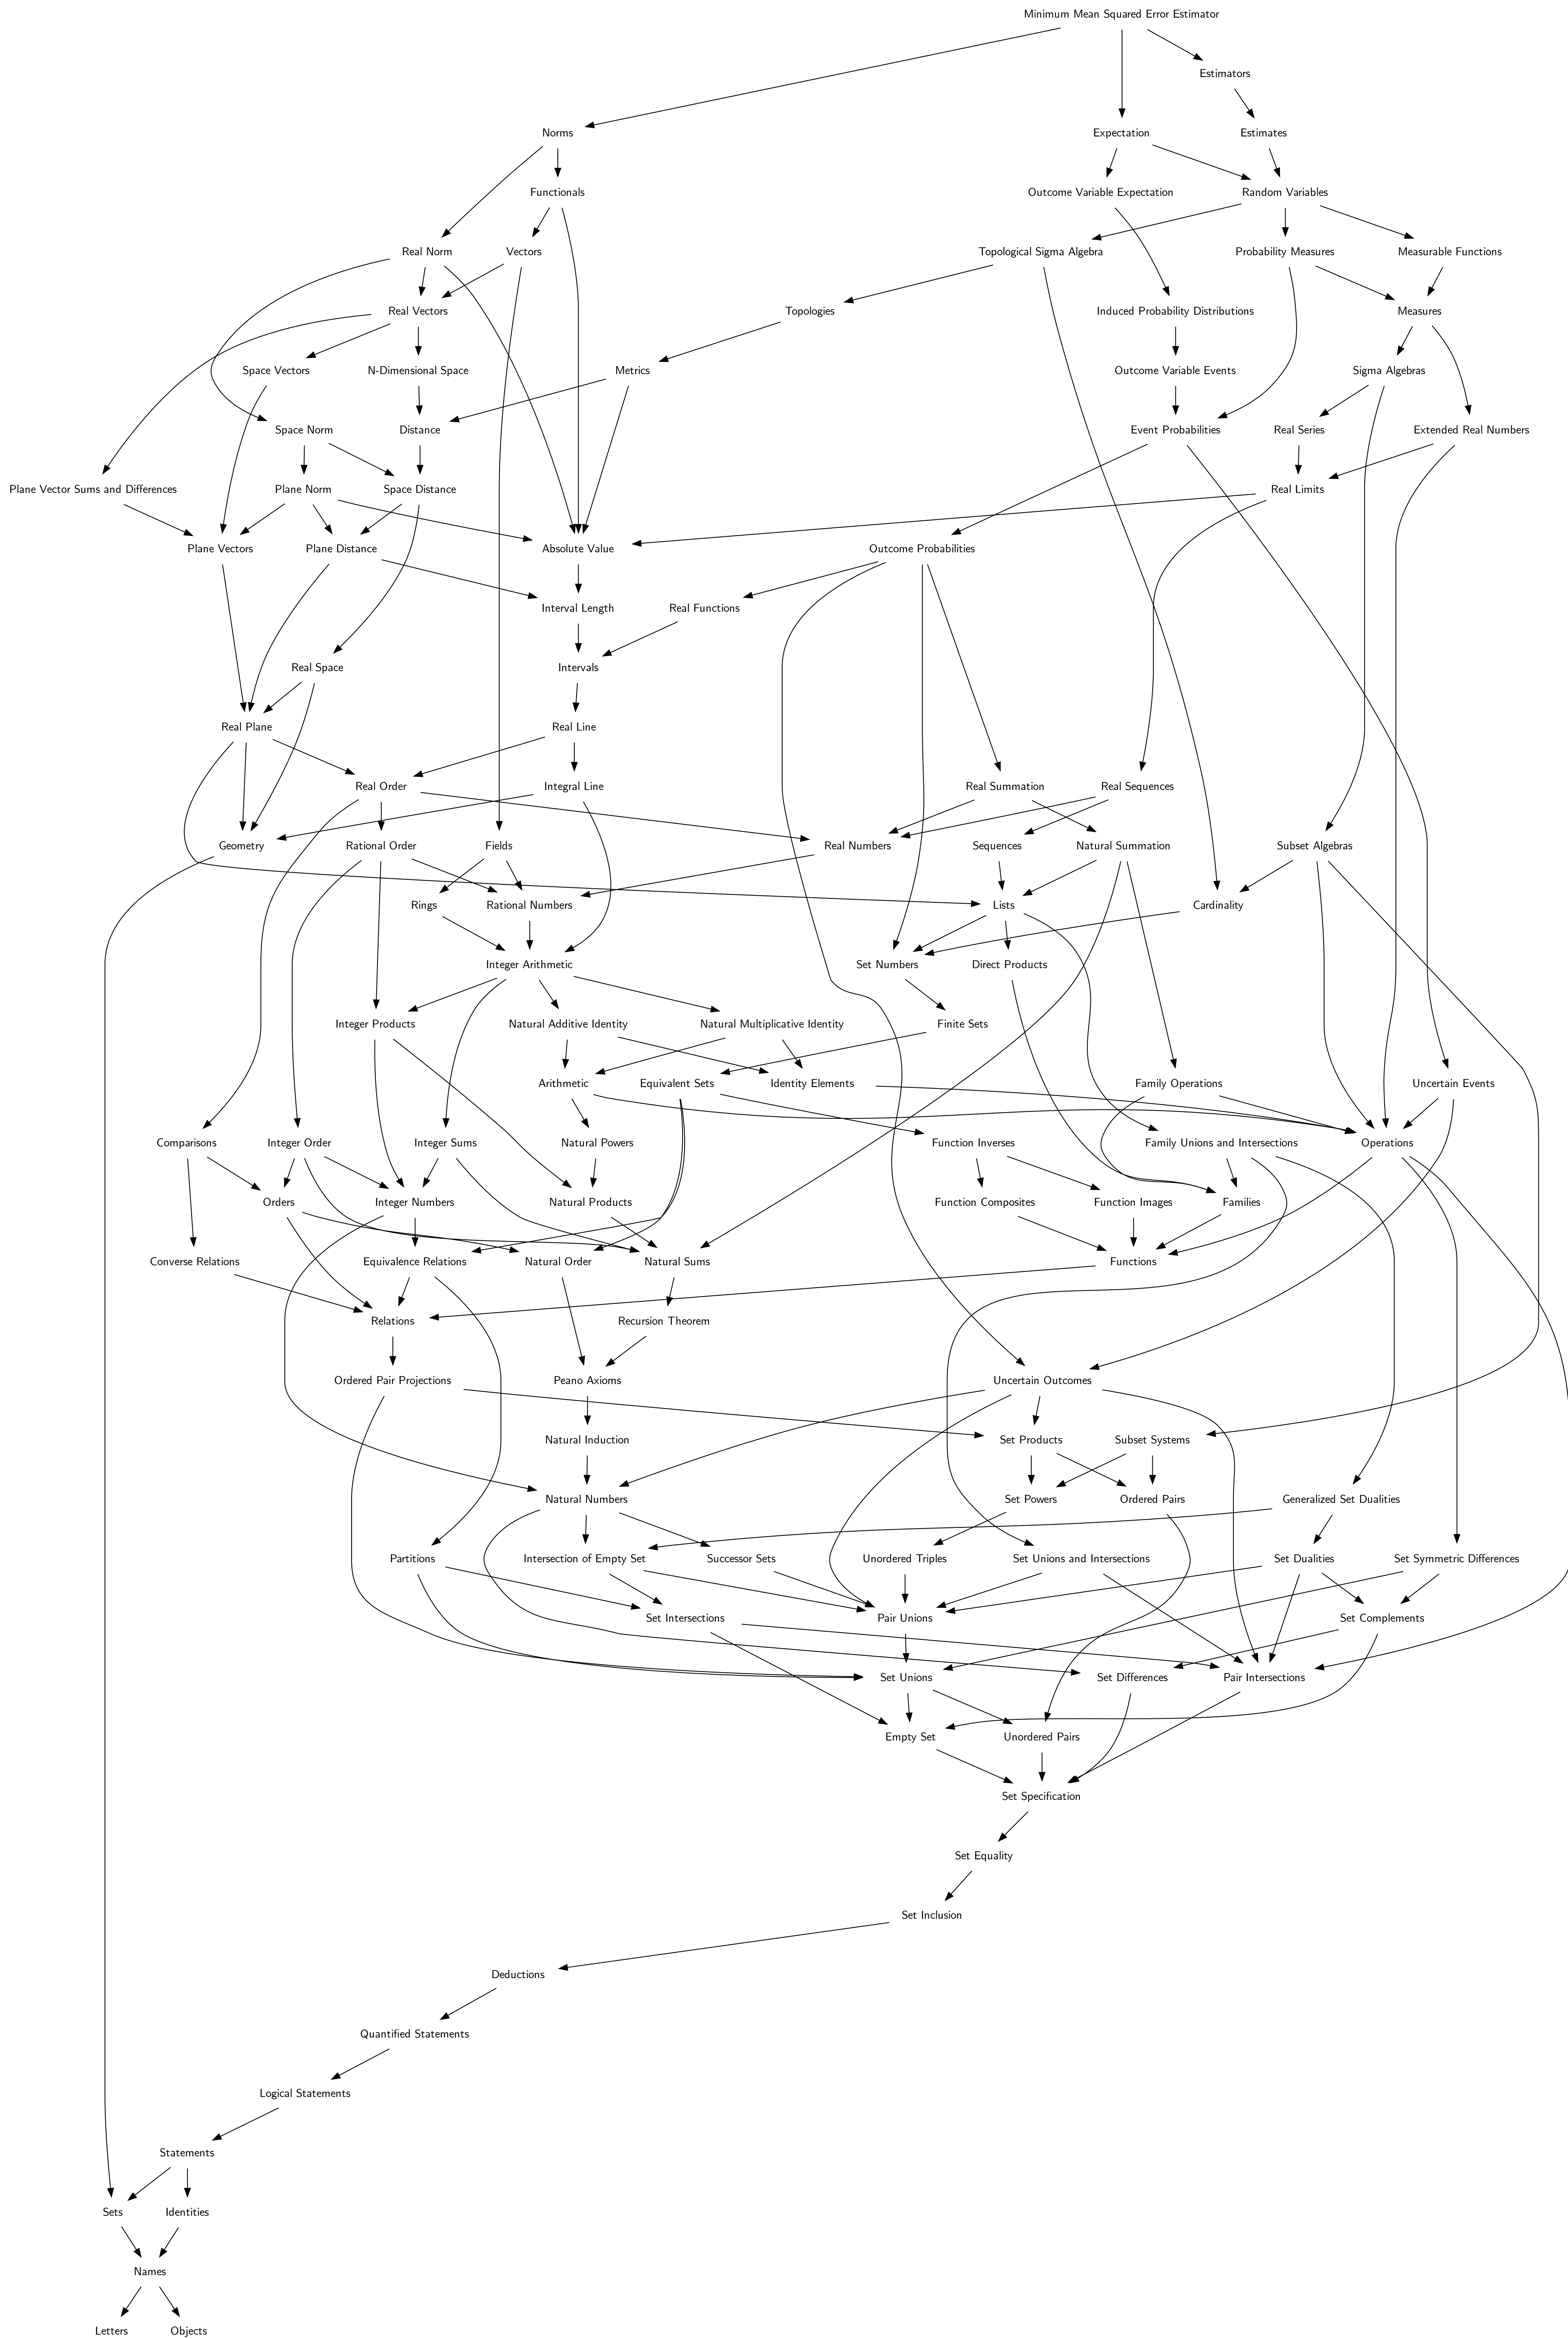 Minimum Mean Squared Error Estimator
Estimators
Norms
Expectation
Estimates
Functionals
Outcome Variable Expectation
Random Variables
Real Norm
Vectors
Topological Sigma Algebra
Probability Measures
Measurable Functions
Real Vectors
Topologies
Induced Probability Distributions
Measures
Space Vectors
N-Dimensional Space
Metrics
Outcome Variable Events
Sigma Algebras
Space Norm
Distance
Event Probabilities
Real Series
Extended Real Numbers
Plane Vector Sums and Differences
Plane Norm
Space Distance
Real Limits
Plane Vectors
Plane Distance
Absolute Value
Outcome Probabilities
Interval Length
Real Functions
Real Space
Intervals
Real Plane
Real Line
Real Order
Integral Line
Real Summation
Real Sequences
Geometry
Rational Order
Fields
Real Numbers
Sequences
Natural Summation
Subset Algebras
Rings
Rational Numbers
Lists
Cardinality
Integer Arithmetic
Set Numbers
Direct Products
Integer Products
Natural Additive Identity
Natural Multiplicative Identity
Finite Sets
Arithmetic
Equivalent Sets
Identity Elements
Family Operations
Uncertain Events
Comparisons
Integer Order
Integer Sums
Natural Powers
Function Inverses
Family Unions and Intersections
Operations
Orders
Integer Numbers
Natural Products
Function Composites
Function Images
Families
Converse Relations
Equivalence Relations
Natural Order
Natural Sums
Functions
Relations
Recursion Theorem
Ordered Pair Projections
Peano Axioms
Uncertain Outcomes
Natural Induction
Set Products
Subset Systems
Natural Numbers
Set Powers
Ordered Pairs
Generalized Set Dualities
Partitions
Intersection of Empty Set
Successor Sets
Unordered Triples
Set Unions and Intersections
Set Dualities
Set Symmetric Differences
Set Intersections
Pair Unions
Set Complements
Set Unions
Set Differences
Pair Intersections
Empty Set
Unordered Pairs
Set Specification
Set Equality
Set Inclusion
Deductions
Quantified Statements
Logical Statements
Statements
Sets
Identities
Names
Letters
Objects